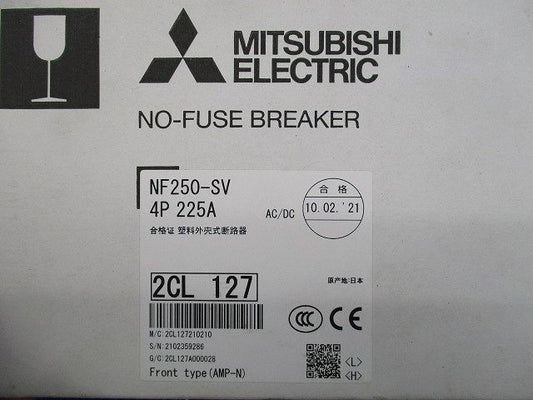 MITSUBISHI
ELECTRIC
NO-FUSE BREAKER
NF250-SV
4P 225A
AC/DC
合格
10.02.'21
合格证 塑料外壳式断路器
2CL 127
原产地:日本
M/C:2CL127210210
S/N:2102359286
G/C:2CL127A000028
CCC CE
Front type(AMP-N)
<L>
<H>